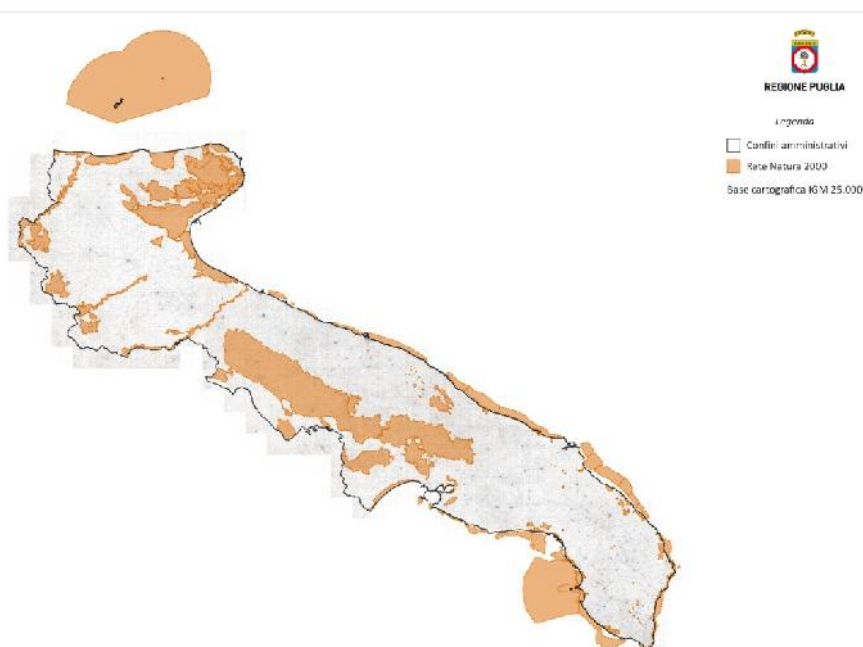 REGIONE PUGLIA
Legenda
Confini amministrativi
Rete Natura 2000
Base cartografica IGM 25.000